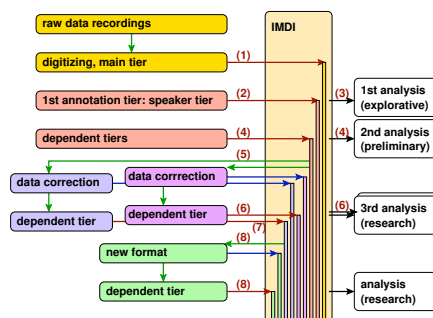 raw data recordings
IMDI
digitizing, main tier
(1)
1st annotation tier: speaker tier
(2)
(3)
1st analysis
(explorative)
dependent tiers
(4)
(4)
2nd analysis
(preliminary)
(5)
data correction
data corrrection
dependent tier
dependent tier
(6)
(7)
(6)
3rd analysis
(research)
(8)
new format
dependent tier
(8)
analysis
(research)